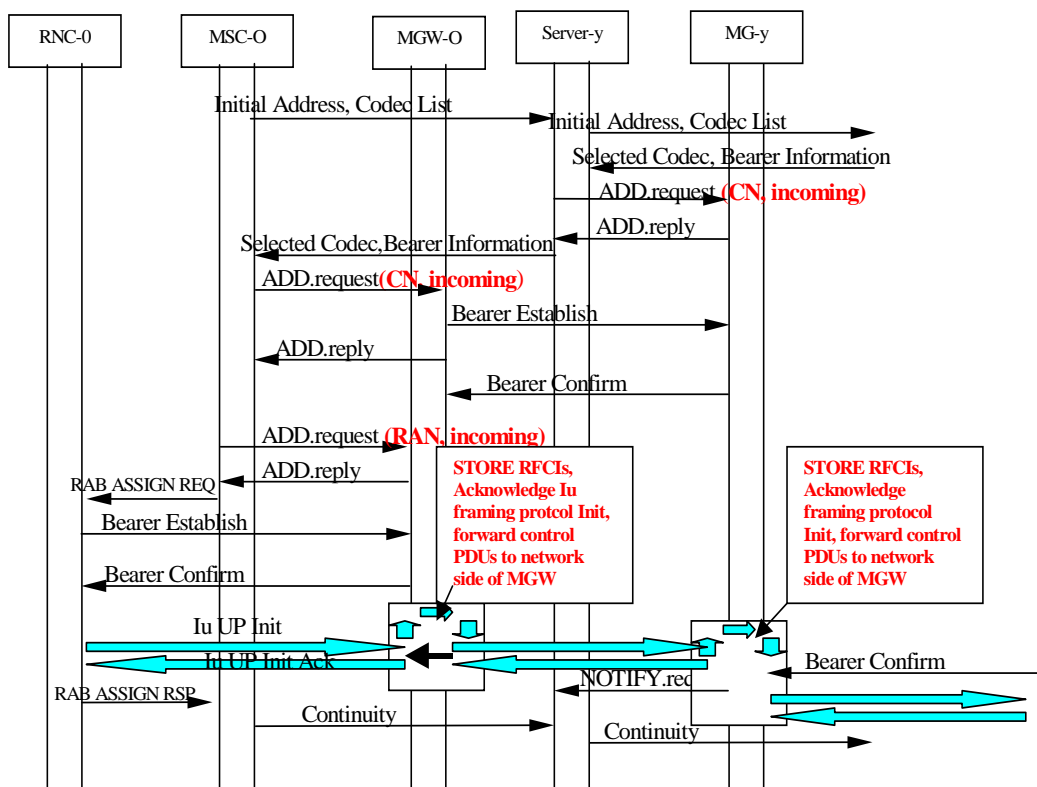 RNC-0
MSC-O
MGW-O
Server-y
MG-y
Initial Address, Codec List
Initial Address, Codec List
Selected Codec, Bearer Information
ADD.request (CN, incoming)
ADD.reply
Selected Codec,Bearer Information
ADD.request(CN, incoming)
Bearer Establish
ADD.reply
Bearer Confirm
ADD.request (RAN, incoming)
ADD.reply
RAB ASSIGN REQ
Bearer Establish
Bearer Confirm
STORE RFCIs,
Acknowledge Iu
framing protcol Init,
forward control
PDUs to network
side of MGW
STORE RFCIs,
Acknowledge
framing protocol
Init, forward control
PDUs to network
side of MGW
Iu UP Init
Iu UP Init Ack
Bearer Confirm
RAB ASSIGN RSP
NOTIFY.req
Continuity
Continuity